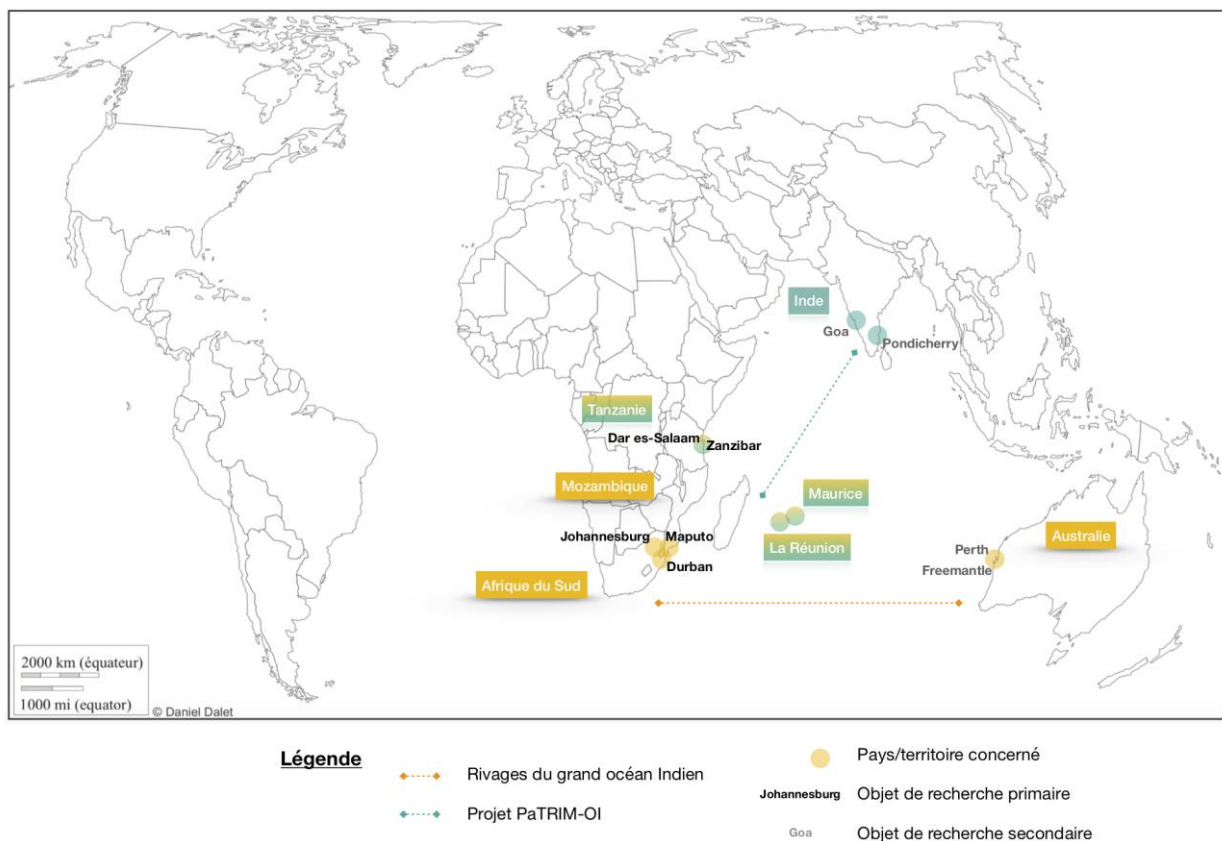 Inde
Goa
Pondicherry
Tanzanie
Dar es-Salaam
Zanzibar
Mozambique
Maurice
La Réunion
Johannesburg
Maputo
Durban
Australie
Perth
Freemantle
Afrique du Sud
2000 km (équateur)
1000 mi (equator)
© Daniel Dalet
Légende
Rivages du grand océan Indien
Projet PaTRIM-OI
Pays/territoire concerné
Johannesburg Objet de recherche primaire
Goa Objet de recherche secondaire